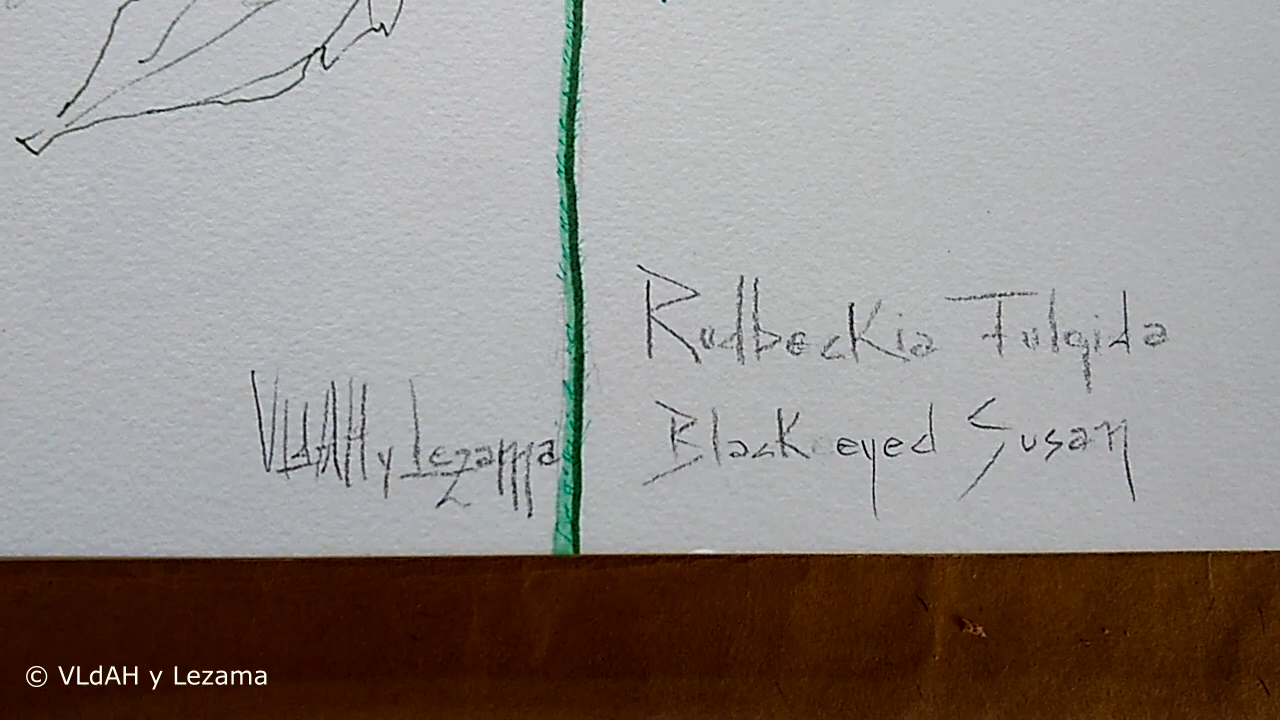 Rudbeckia Fulgida
VLdAH y Lezama
Black eyed Susan
© VLdAH y Lezama